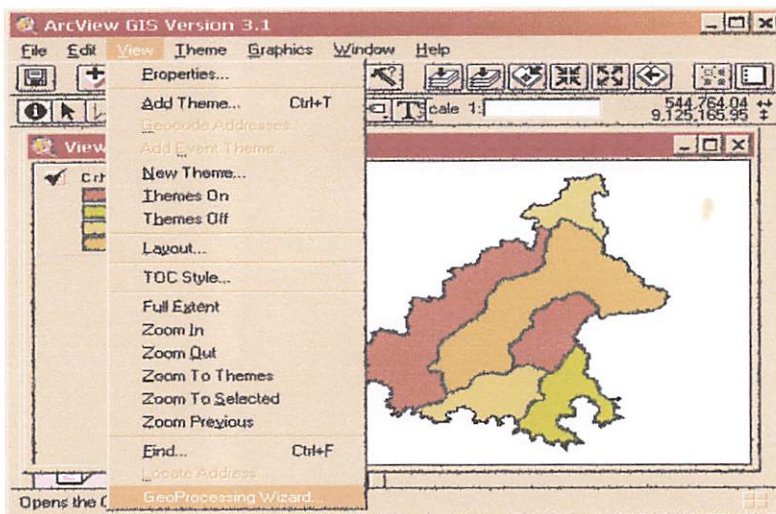 ArcView GIS Version 3.1
File Edit View Theme Graphics Window Help
cale 1:
544,764.04
9,125,165.95
View
Properties...
Add Theme... Ctrl+T
Geocode Addresses...
Add Event Theme...
New Theme...
Themes On
Themes Off
Layout...
TOC Style...
Full Extent
Zoom In
Zoom Out
Zoom To Themes
Zoom To Selected
Zoom Previous
Find... Ctrl+F
Locate Address...
GeoProcessing Wizard...
Opens the